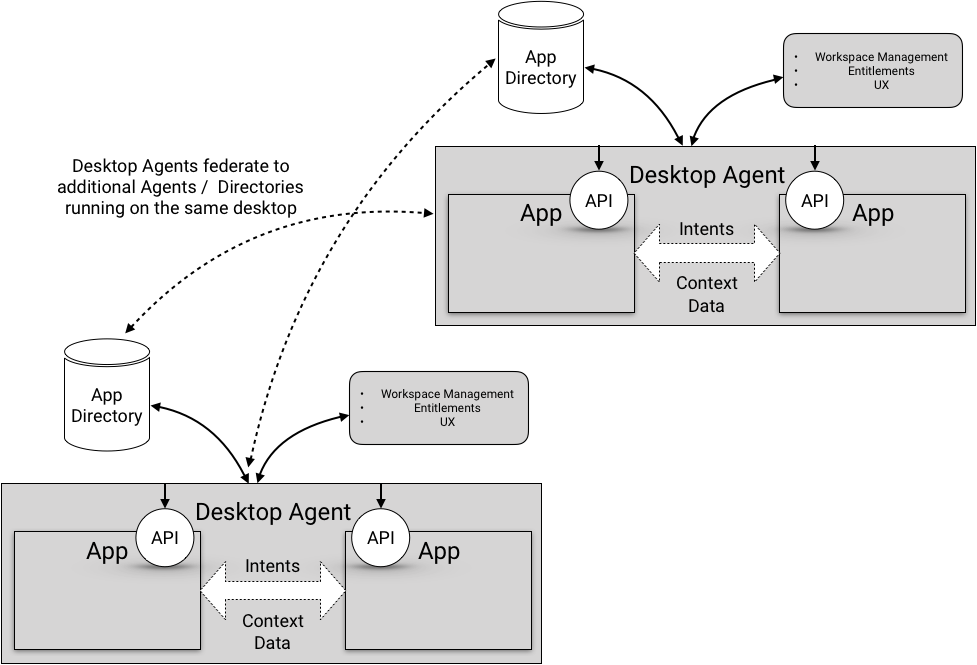 App
Directory
• Workspace Management
• Entitlements
• UX
Desktop Agents federate to
additional Agents / Directories
running on the same desktop
Desktop Agent
API
API
App
App
Intents
Context
Data
App
Directory
• Workspace Management
• Entitlements
• UX
Desktop Agent
API
API
App
App
Intents
Context
Data